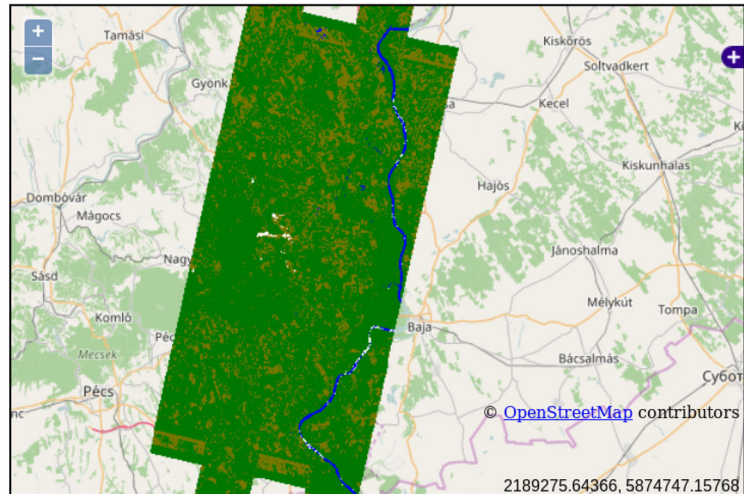 +
−
Tamási
Kiskőrös
Soltvadkert
+
Gyönk
Kecel
Kiskunhalas
Hajós
Dombóvár
Mágocs
Jánoshalma
Nagy
Sásd
Mélykút
Komló
Tompa
Baja
Mecsek
Bácsalmás
Субот
Pécs
© OpenStreetMap contributors
2189275.64366, 5874747.15768